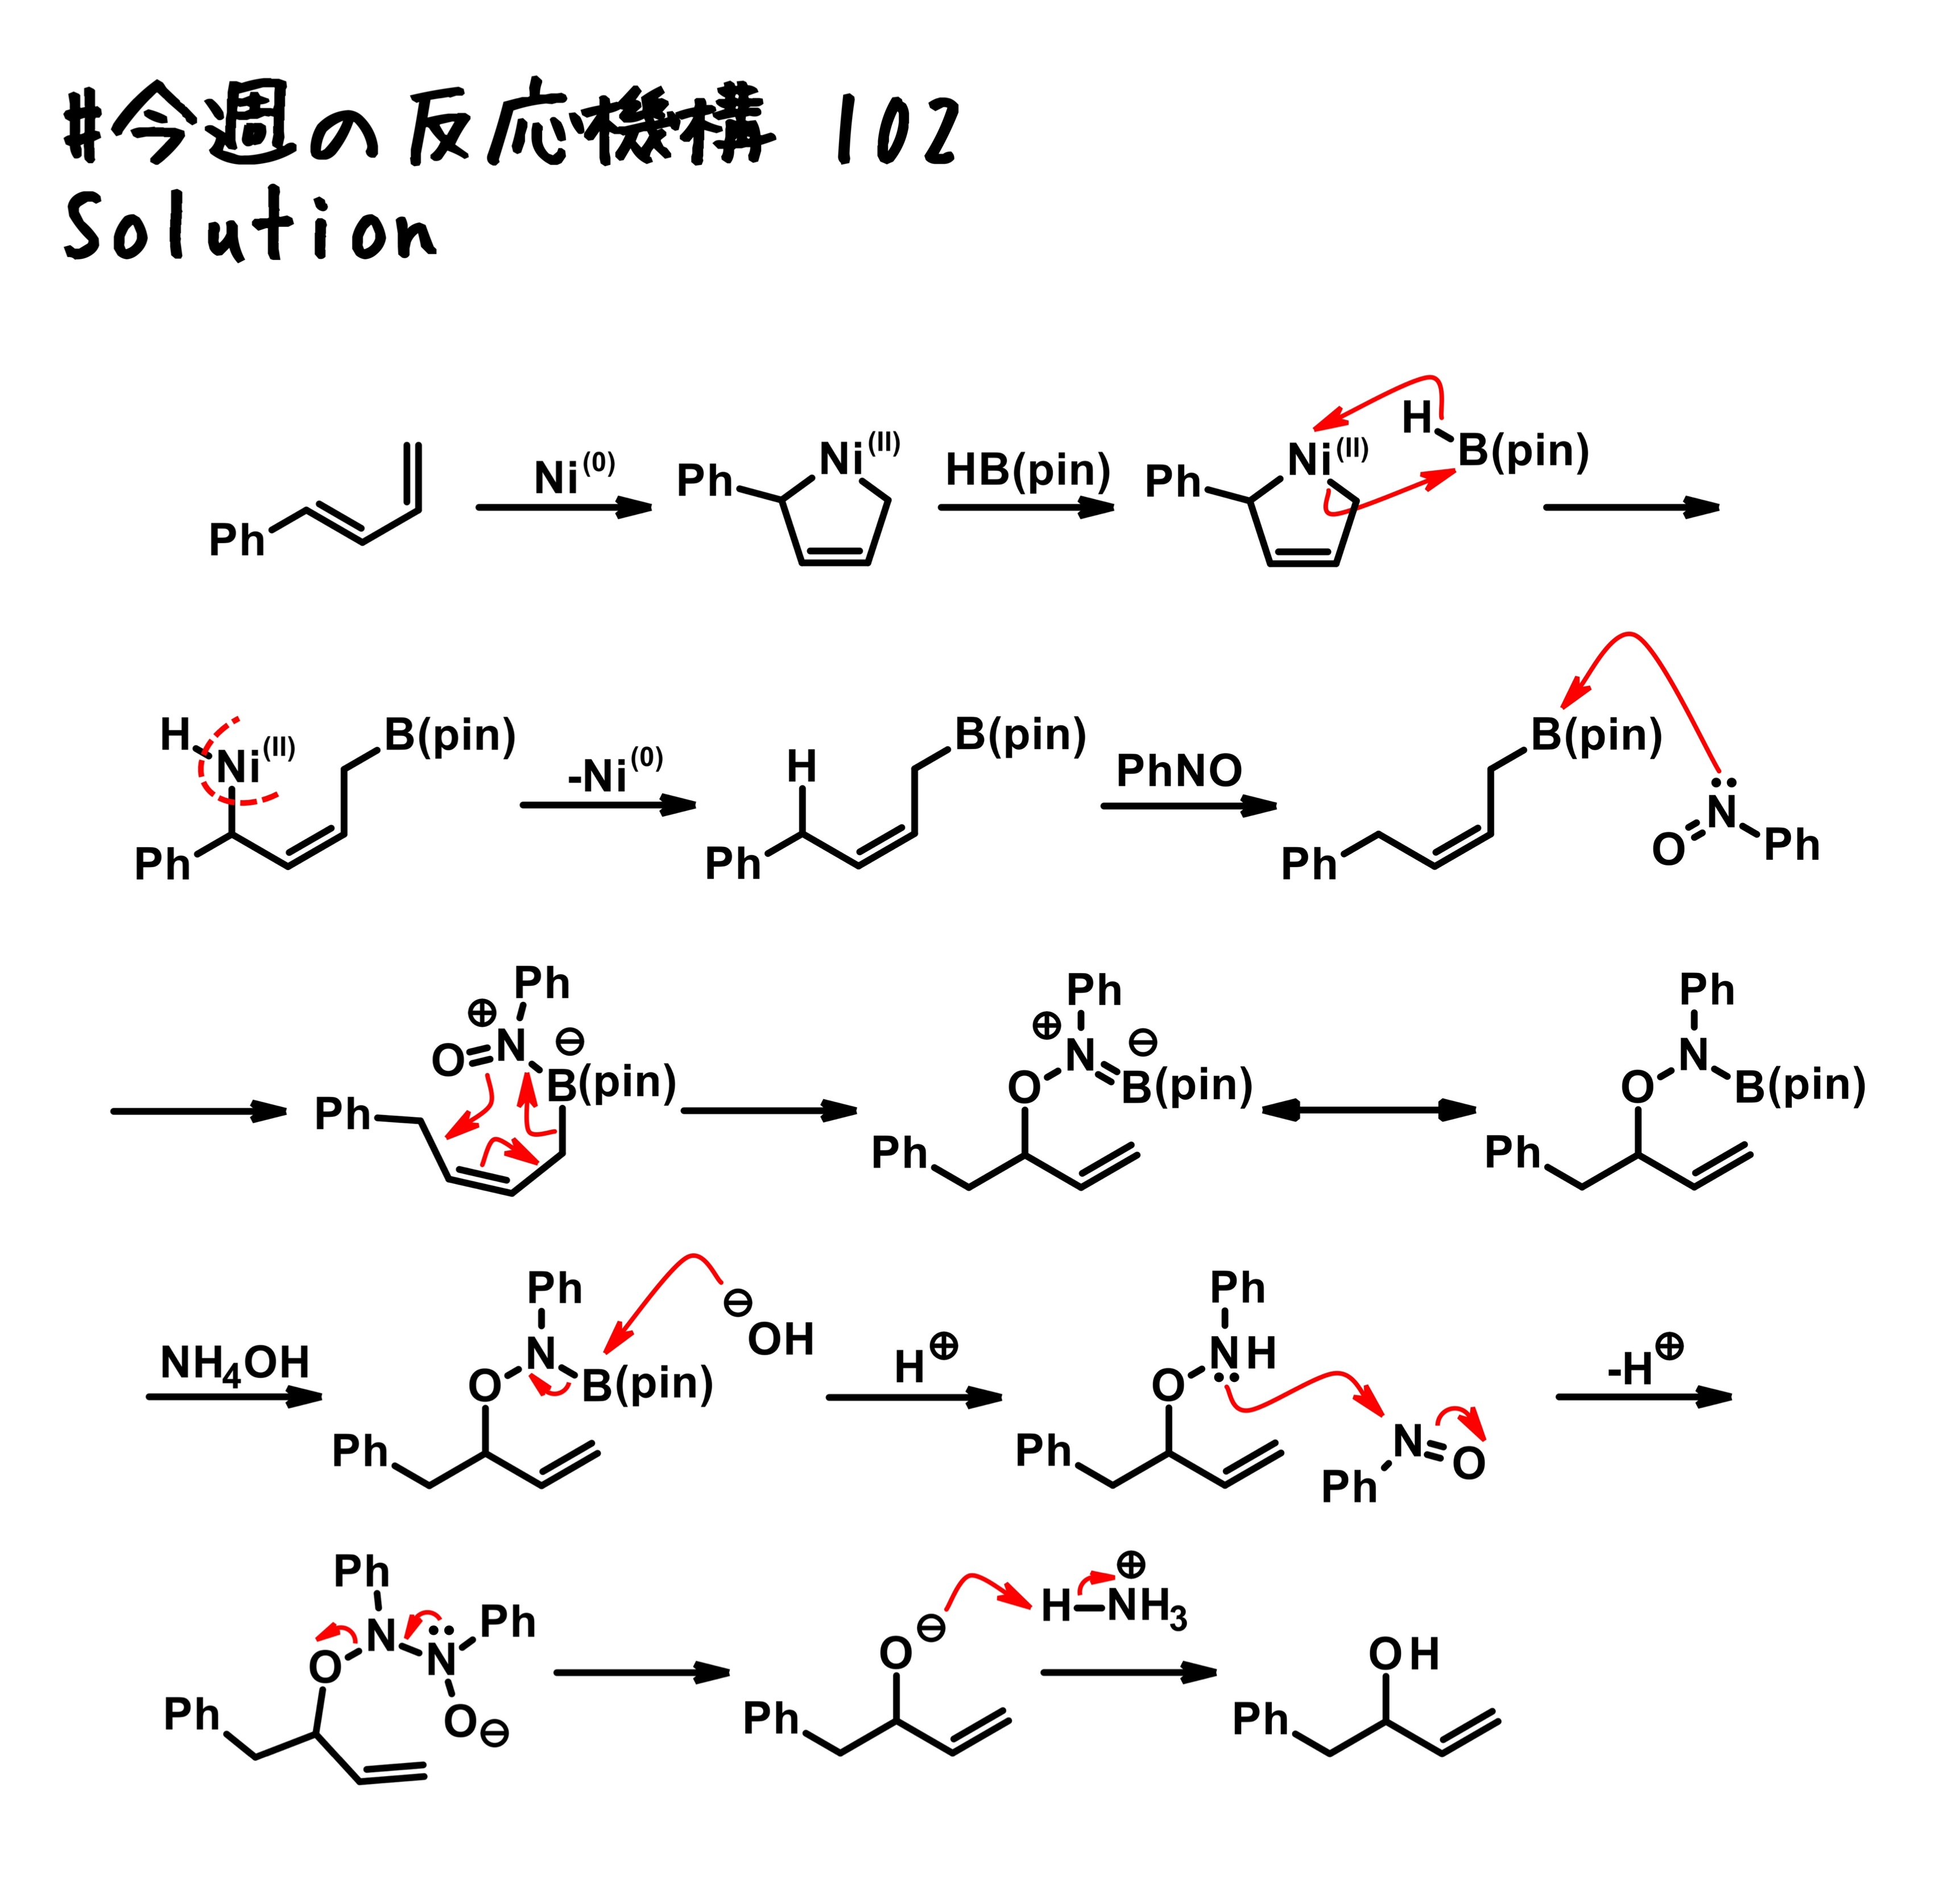 #今週の反応機構 102
Solution
Ph Ni(0) Ph Ni(II) HB(pin) Ph Ni(II) H B(pin)
H Ni(II) Ph B(pin) -Ni(0) H Ph B(pin) PhNO Ph B(pin) O N Ph
Ph ⊕ O N ⊖ B(pin) Ph Ph ⊕ N ⊖ O B(pin) Ph Ph N O B(pin) Ph
NH4OH Ph N O B(pin) Ph ⊖ OH H⊕ Ph NH O Ph N O Ph -H⊕
Ph N N Ph O O⊖ Ph O⊖ H NH3 ⊕ Ph OH Ph